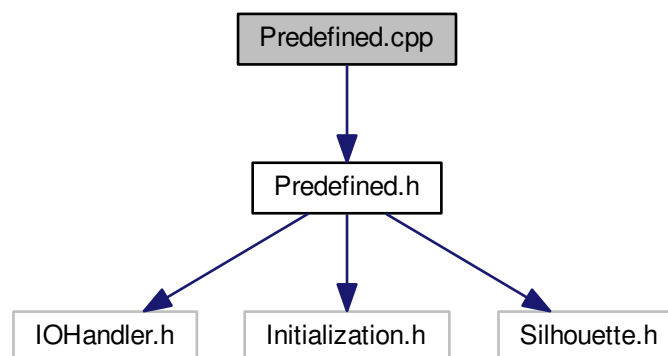 Predefined.cpp
Predefined.h
IOHandler.h
Initialization.h
Silhouette.h